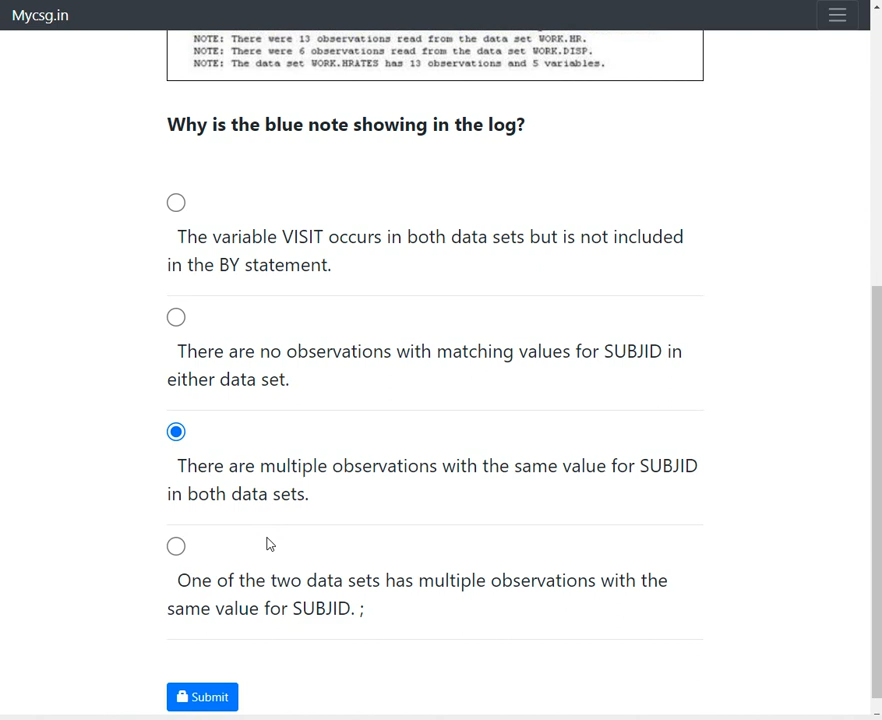 Mycsg.in
NOTE: There were 13 observations read from the data set WORK.HR.
NOTE: There were 6 observations read from the data set WORK.DISP.
NOTE: The data set WORK.HRATES has 13 observations and 5 variables.
Why is the blue note showing in the log?
The variable VISIT occurs in both data sets but is not included
in the BY statement.
There are no observations with matching values for SUBJID in
either data set.
There are multiple observations with the same value for SUBJID
in both data sets.
One of the two data sets has multiple observations with the
same value for SUBJID. ;
Submit